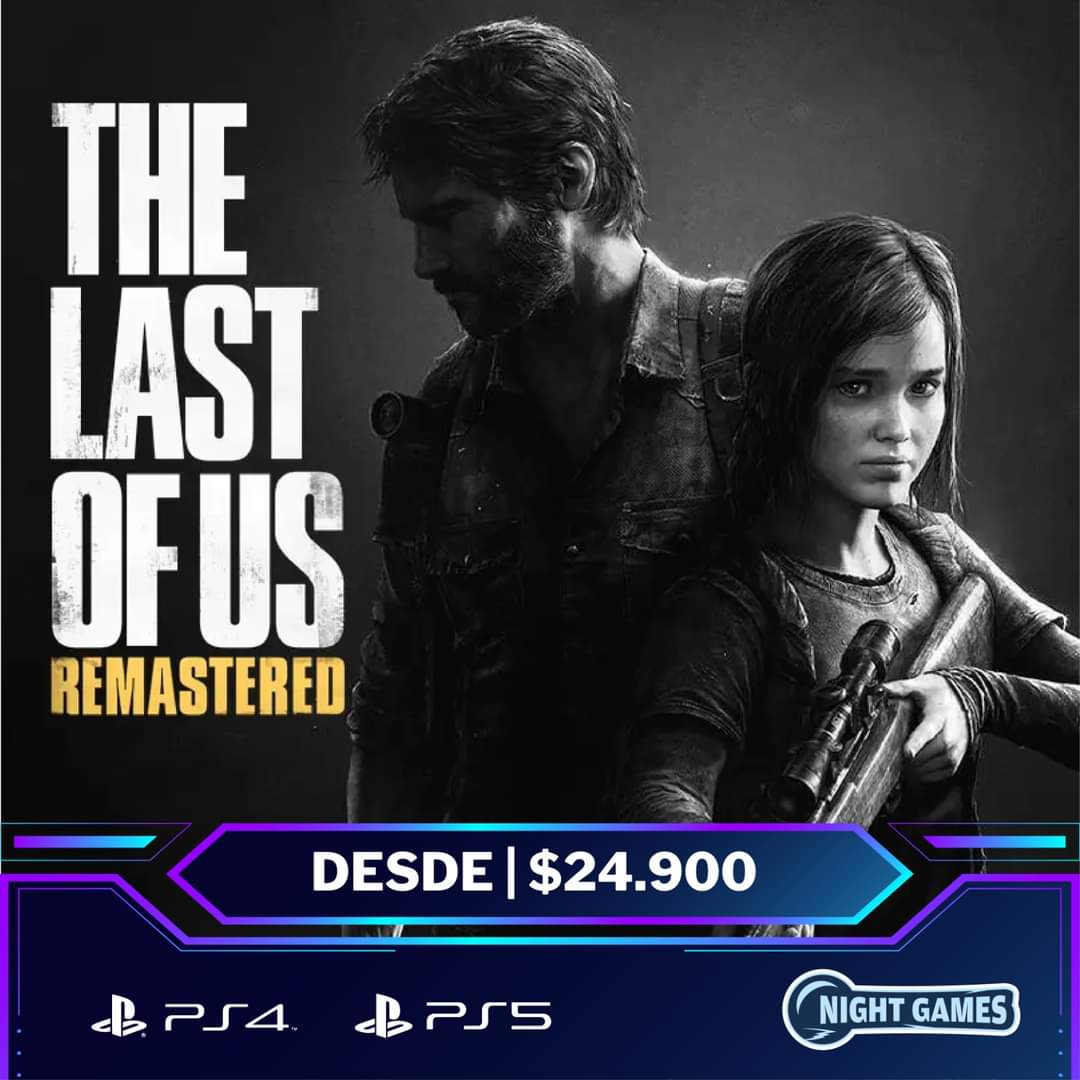 THE
LAST
OF US
REMASTERED
DESDE | $24.900
PS4
PS5
NIGHT GAMES